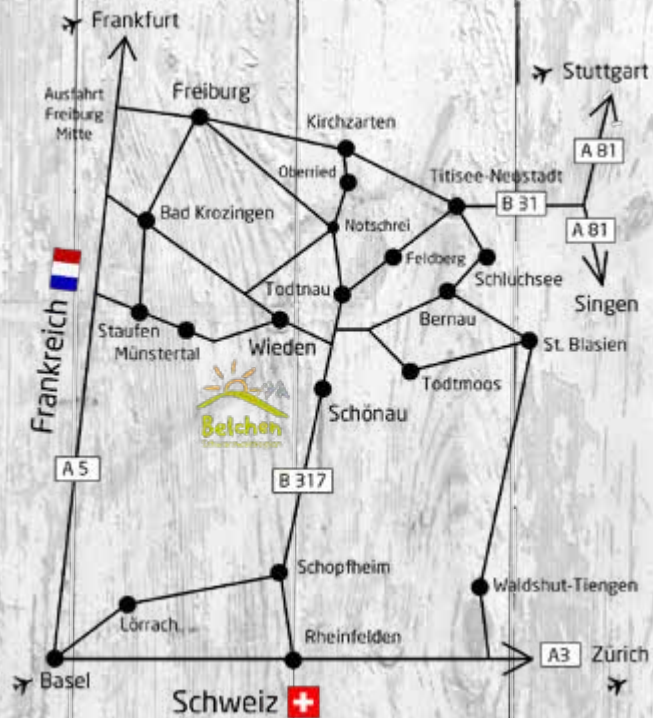 Frankfurt
Stuttgart
Ausfahrt
Freiburg
Mitte
Freiburg
Kirchzarten
A 81
Oberried
Titisee-Neustadt
B 31
Bad Krozingen
Notschrei
A 81
Feldberg
Schluchsee
Todtnau
Singen
Bernau
Staufen
Münstertal
Wieden
St. Blasien
Frankreich
Todtmoos
Belchen
Schönau
A 5
B 317
Schopfheim
Waldshut-Tiengen
Lörrach
Rheinfelden
A3
Zürich
Basel
Schweiz